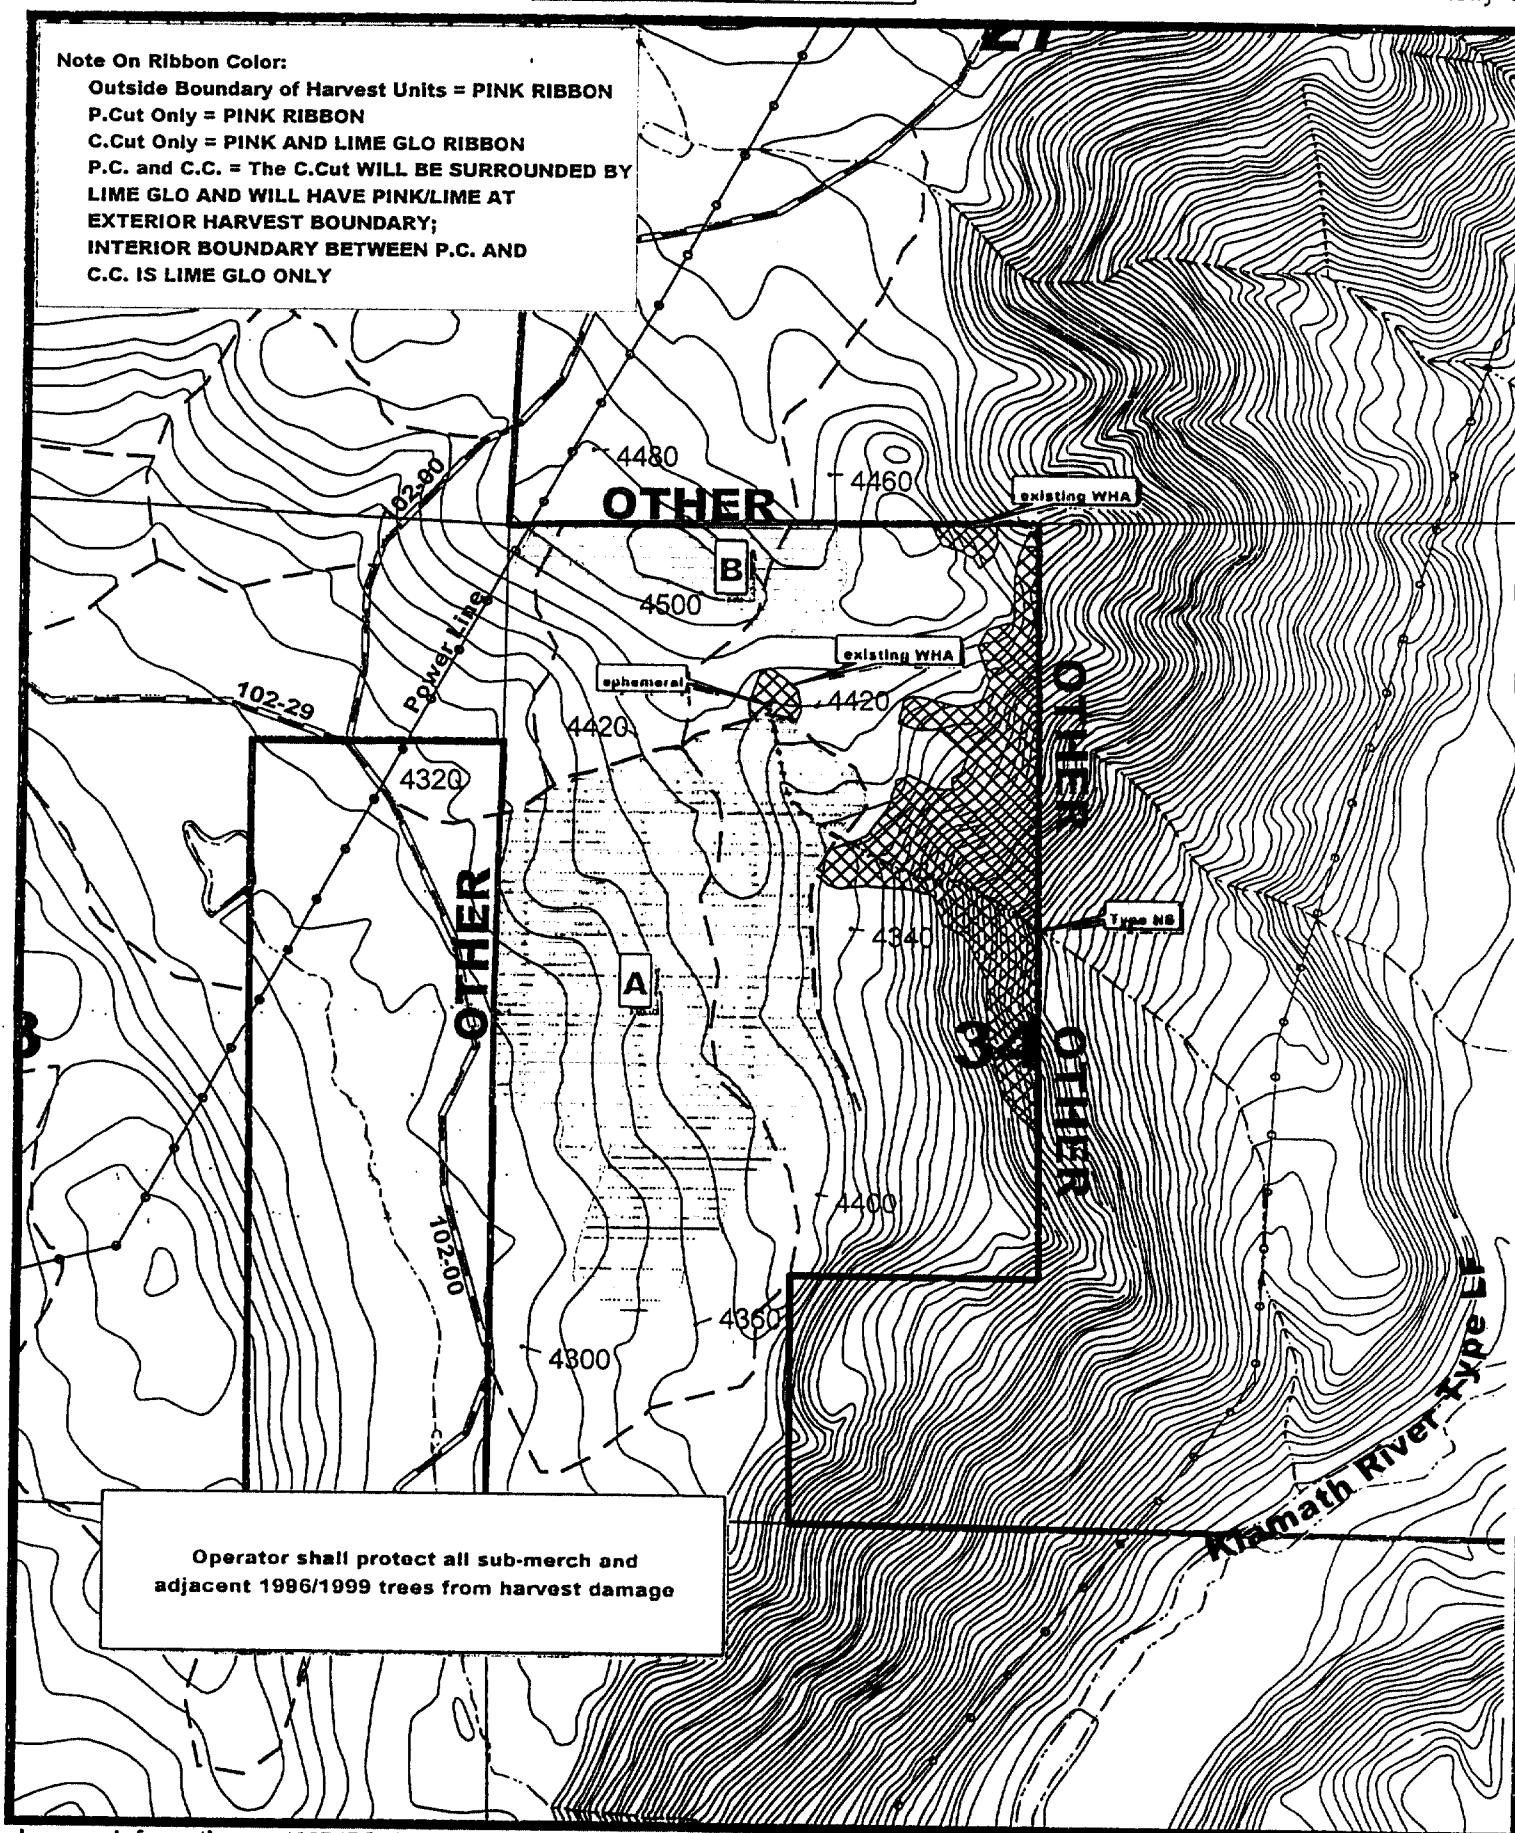 Note On Ribbon Color:
Outside Boundary of Harvest Units = PINK RIBBON
P.Cut Only = PINK RIBBON
C.Cut Only = PINK AND LIME GLO RIBBON
P.C. and C.C. = The C.Cut WILL BE SURROUNDED BY
LIME GLO AND WILL HAVE PINK/LIME AT
EXTERIOR HARVEST BOUNDARY;
INTERIOR BOUNDARY BETWEEN P.C. AND
C.C. IS LIME GLO ONLY
102-00
4480
4460
OTHER
existing WHA
B
4500
Power Line
existing WHA
ephemeral
102-29
4420
4420
OTHER
4320
OTHER
Type NS
4340
A
34
OTHER
4400
102-00
4360
4300
Klamath River Type LF
Operator shall protect all sub-merch and
adjacent 1996/1999 trees from harvest damage